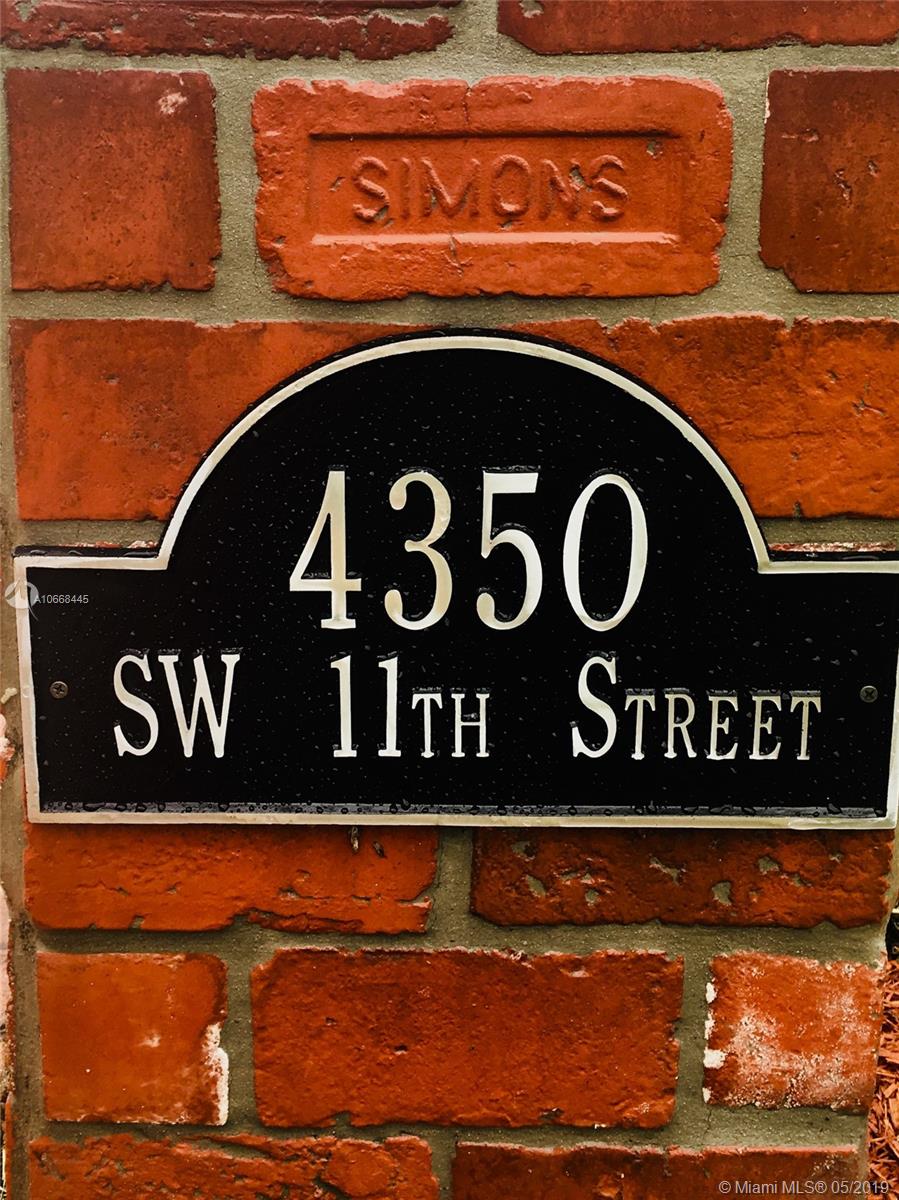 SIMONS
4350
A10668445
SW 11TH STREET
© Miami MLS® 05/2019